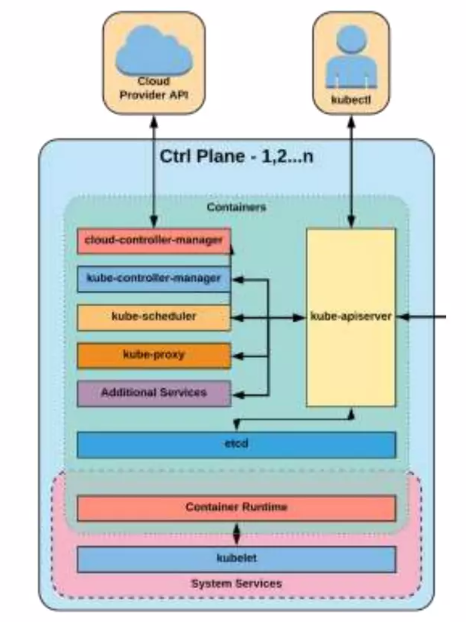 Cloud
Provider API
kubectl
Ctrl Plane - 1,2...n
Containers
cloud-controller-manager
kube-controller-manager
kube-scheduler
kube-apiserver
kube-proxy
Additional Services
etcd
Container Runtime
kubelet
System Services